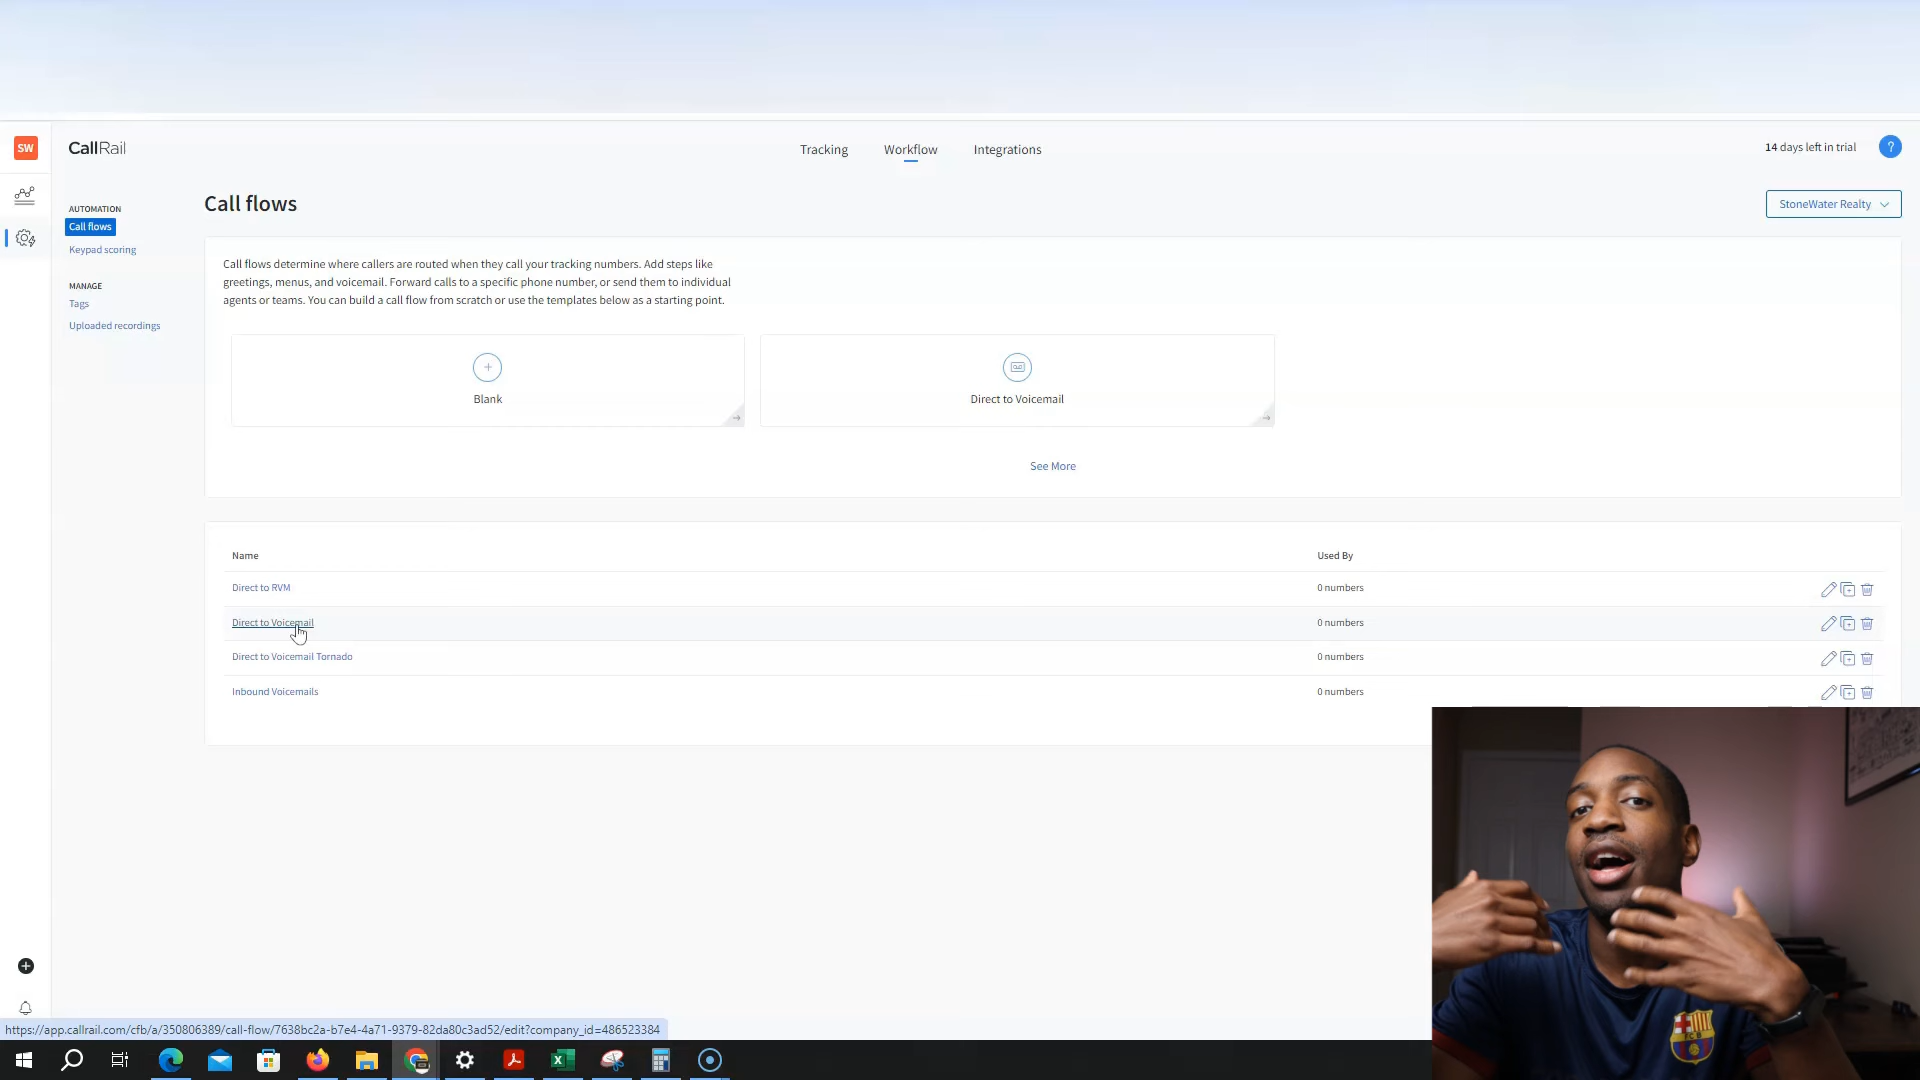 SW
CallRail
Tracking
Workflow
Integrations
14 days left in trial
?
AUTOMATION
Call flows
Keypad scoring
MANAGE
Tags
Uploaded recordings
Call flows
StoneWater Realty
Call flows determine where callers are routed when they call your tracking numbers. Add steps like
greetings, menus, and voicemail. Forward calls to a specific phone number, or send them to individual
agents or teams. You can build a call flow from scratch or use the templates below as a starting point.
Blank
Direct to Voicemail
See More
Name
Used By
Direct to RVM
0 numbers
Direct to Voicemail
0 numbers
Direct to Voicemail Tornado
0 numbers
Inbound Voicemails
0 numbers
https://app.callrail.com/cfb/a/350806389/call-flow/7638bc2a-b7e4-4a71-9379-82da80c3ad52/edit?company_id=486523384